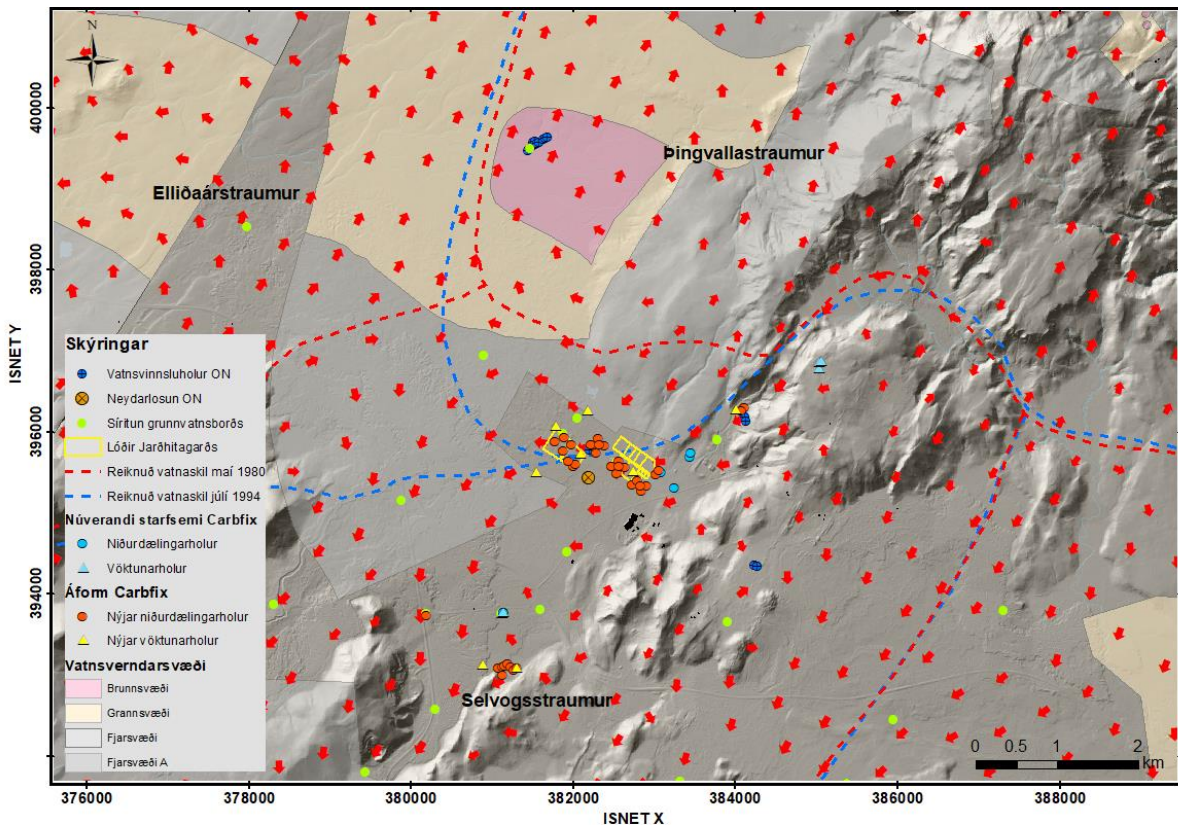 N
400000
398000
396000
394000
ISNET Y
Þingvallastraumur
Elliðaárstraumur
Selvogsstraumur
Skýringar
Vatnsvinnsluholur ON
Neydarlosun ON
Síritun grunnvatnsborðs
Lóðir Jarðhitagarðs
Reiknuð vatnaskil maí 1980
Reiknuð vatnaskil júlí 1994
Núverandi starfsemi Carbfix
Niðurdælingarholur
Vöktunarholur
Áform Carbfix
Nýjar niðurdælingarholur
Nýjar vöktunarholur
Vatnsverndarsvæði
Brunnsvæði
Grannsvæði
Fjarsvæði
Fjarsvæði A
0 0.5 1 2
km
376000 378000 380000 382000 384000 386000 388000
ISNET X